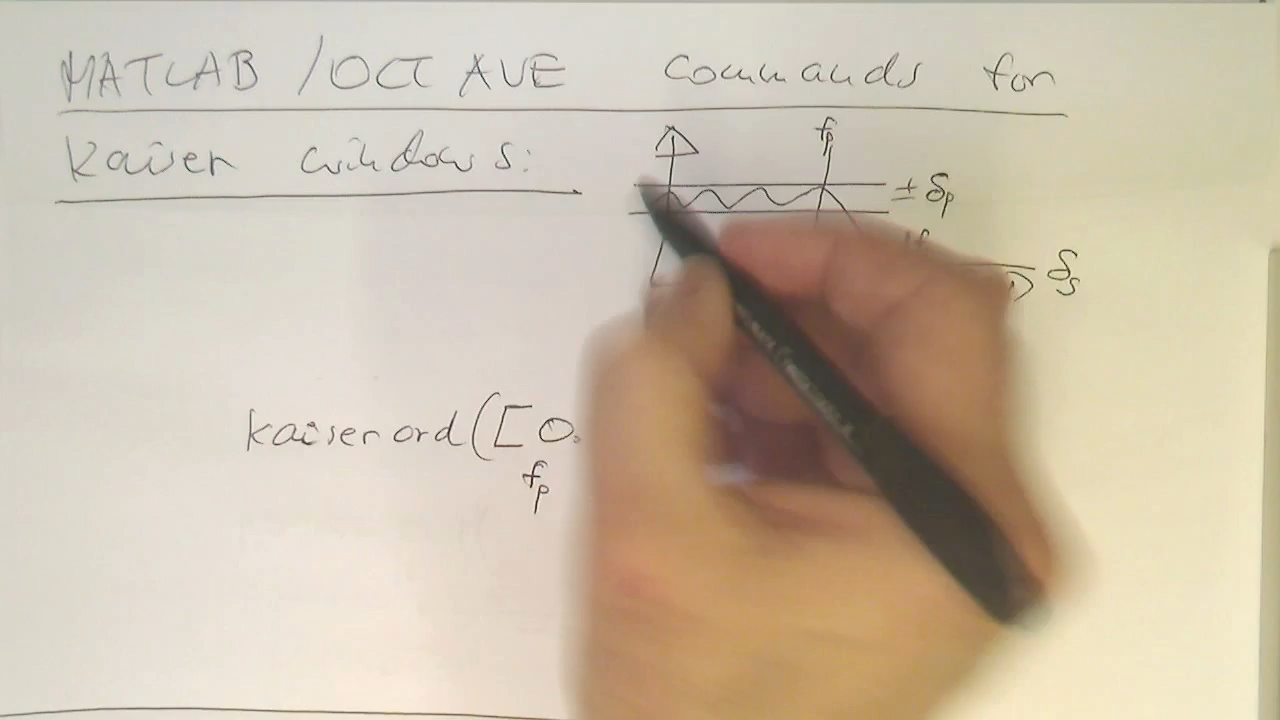 MATLAB / OCTAVE commands for
Kaiser windows:
fp
± δp
δs
kaiserord([0.
fp